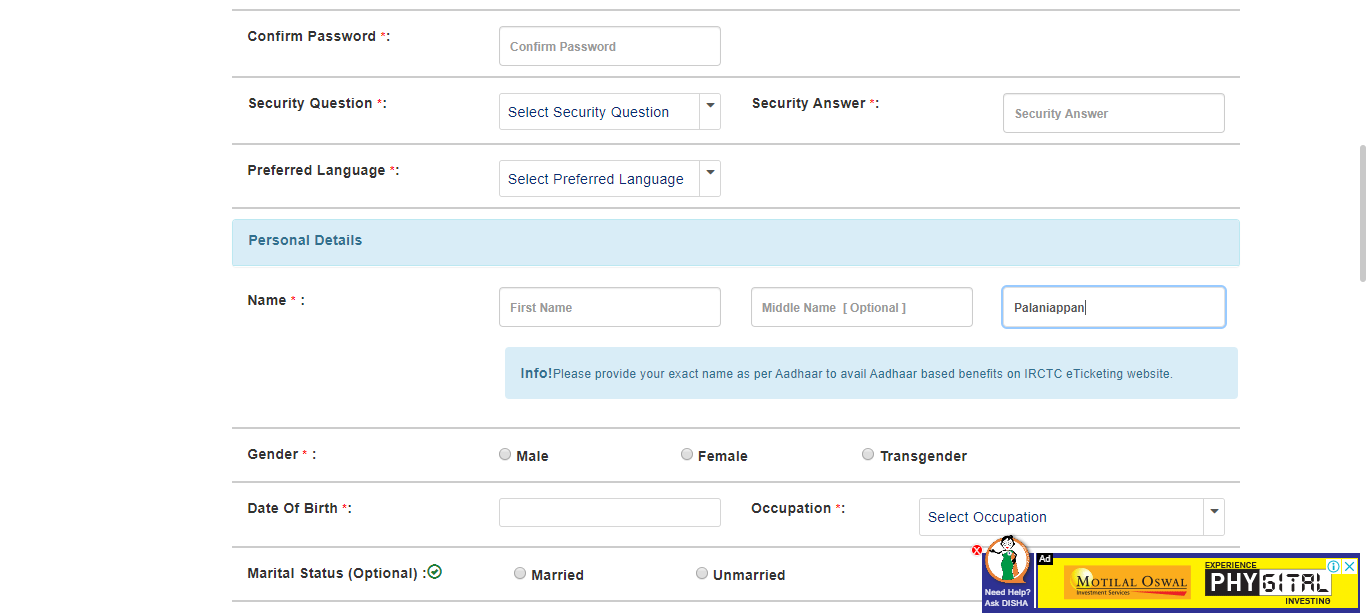 Confirm Password *:
Confirm Password
Security Question *:
Select Security Question
Security Answer *:
Security Answer
Preferred Language *:
Select Preferred Language
Personal Details
Name * :
First Name
Middle Name [ Optional ]
Palaniappan
Info!Please provide your exact name as per Aadhaar to avail Aadhaar based benefits on IRCTC eTicketing website.
Gender * :
Male
Female
Transgender
Date Of Birth *:
Occupation *:
Select Occupation
Marital Status (Optional) :
Married
Unmarried
X
Need Help?
Ask DISHA
Ad
MOTILAL OSWAL
Investment Services
EXPERIENCE
PHYGITAL
INVESTING